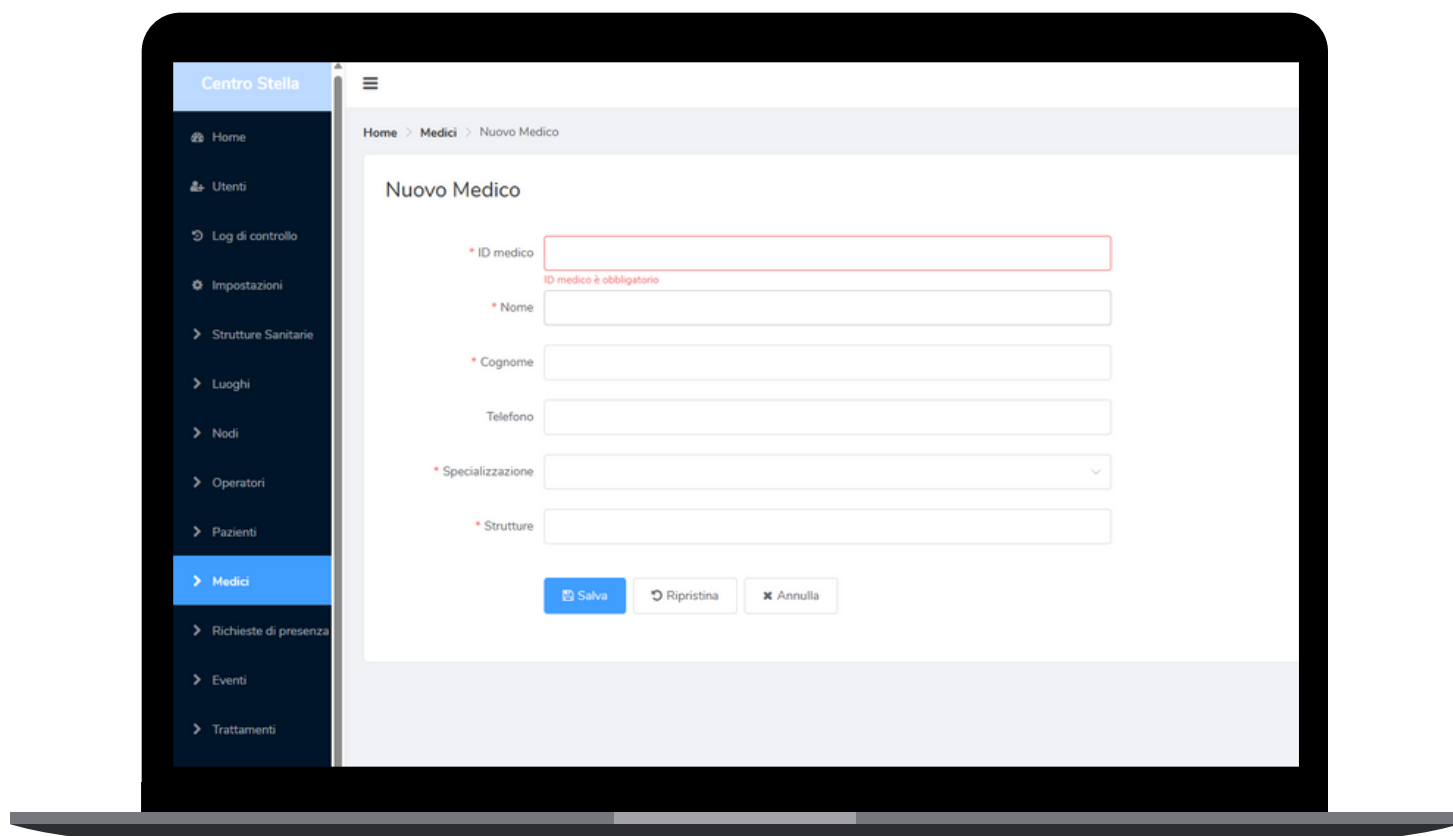 Centro Stella
Home
Utenti
Log di controllo
Impostazioni
Strutture Sanitarie
Luoghi
Nodi
Operatori
Pazienti
Medici
Richieste di presenza
Eventi
Trattamenti
Home > Medici > Nuovo Medico
Nuovo Medico
* ID medico
ID medico è obbligatorio
* Nome
* Cognome
Telefono
* Specializzazione
* Strutture
Salva Ripristina Annulla